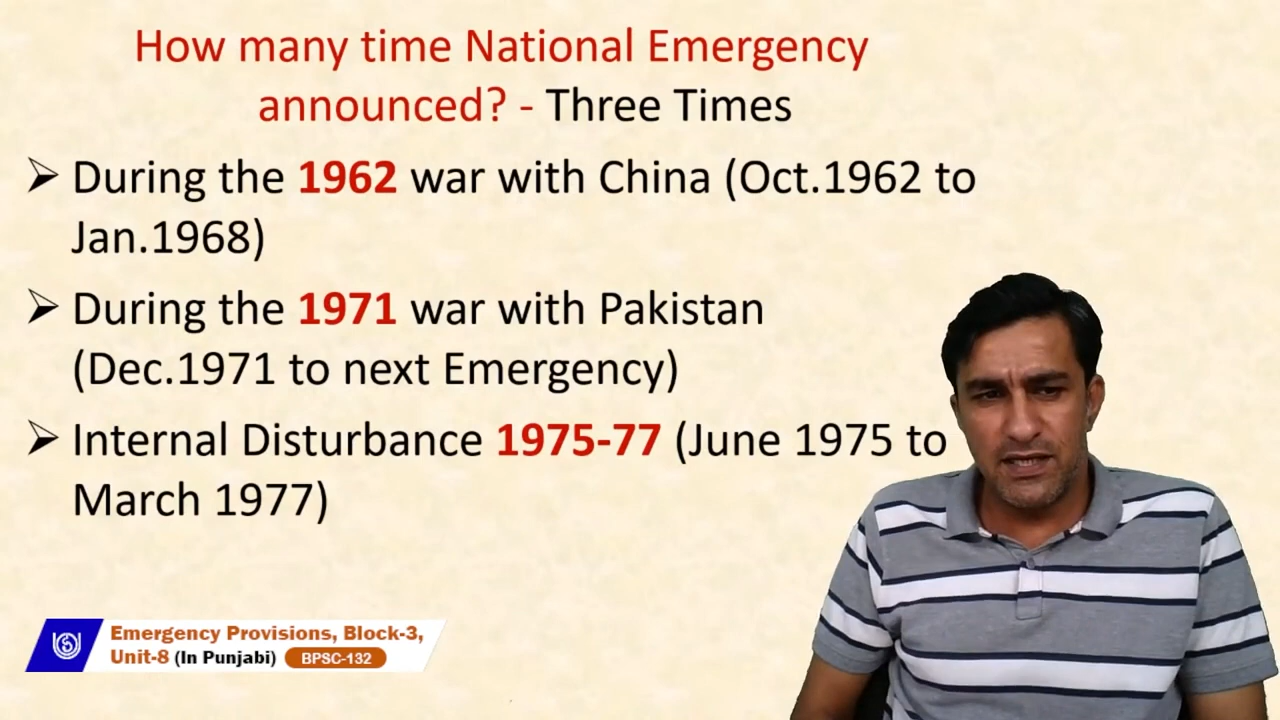 How many time National Emergency
announced? - Three Times
➢ During the 1962 war with China (Oct.1962 to
Jan.1968)
➢ During the 1971 war with Pakistan
(Dec.1971 to next Emergency)
➢ Internal Disturbance 1975-77 (June 1975 to
March 1977)
Emergency Provisions, Block-3,
Unit-8 (In Punjabi) BPSC-132